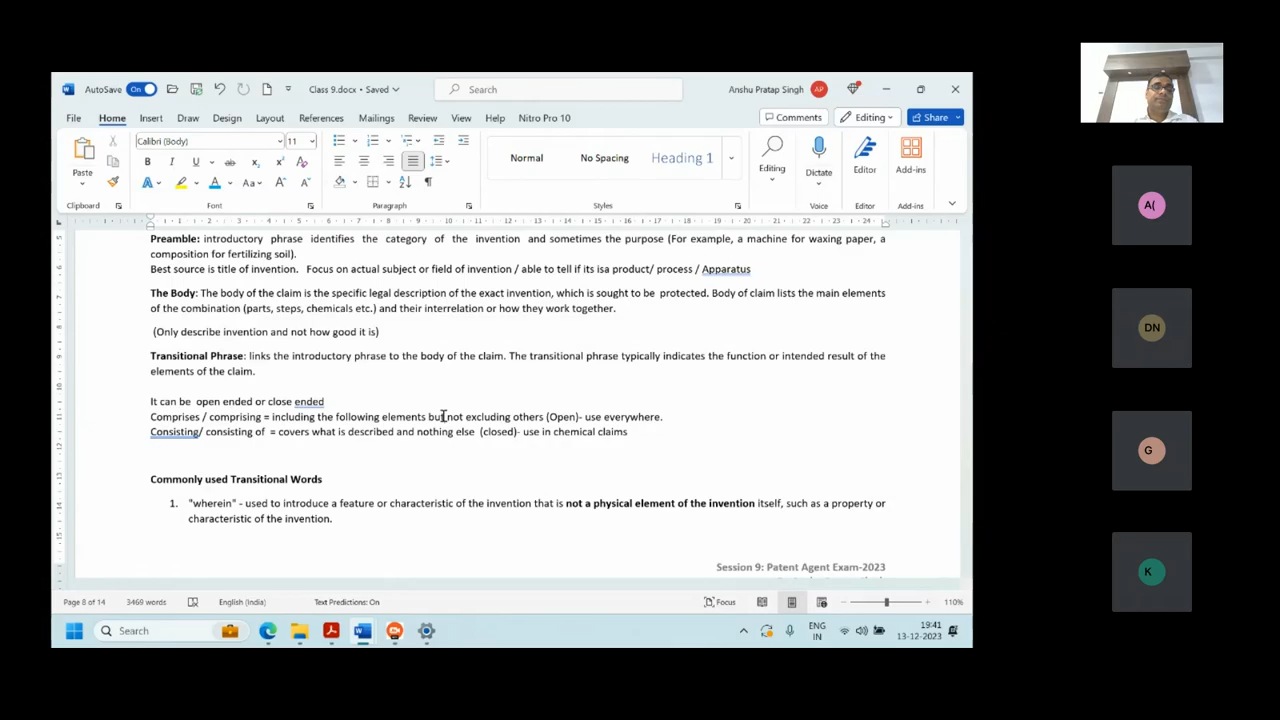 AutoSave On Class 9.docx • Saved Search Anshu Pratap Singh AP
File Home Insert Draw Design Layout References Mailings Review View Help Nitro Pro 10 Comments Editing Share
Calibri (Body) 11
Paste Normal No Spacing Heading 1 Editing Dictate Editor Add-ins
Clipboard Font Paragraph Styles Voice Editor Add-ins
Preamble: introductory phrase identifies the category of the invention and sometimes the purpose (For example, a machine for waxing paper, a
composition for fertilizing soil).
Best source is title of invention. Focus on actual subject or field of invention / able to tell if its isa product/ process / Apparatus
The Body: The body of the claim is the specific legal description of the exact invention, which is sought to be protected. Body of claim lists the main elements
of the combination (parts, steps, chemicals etc.) and their interrelation or how they work together.
(Only describe invention and not how good it is)
Transitional Phrase: links the introductory phrase to the body of the claim. The transitional phrase typically indicates the function or intended result of the
elements of the claim.
It can be open ended or close ended
Comprises / comprising = including the following elements but not excluding others (Open)- use everywhere.
Consisting/ consisting of = covers what is described and nothing else (closed)- use in chemical claims
Commonly used Transitional Words
1. "wherein" - used to introduce a feature or characteristic of the invention that is not a physical element of the invention itself, such as a property or
characteristic of the invention.
Session 9: Patent Agent Exam-2023
Page 8 of 14 3469 words English (India) Text Predictions: On Focus 110%
Search ENG IN 19:41 13-12-2023
A(
DN
G
K